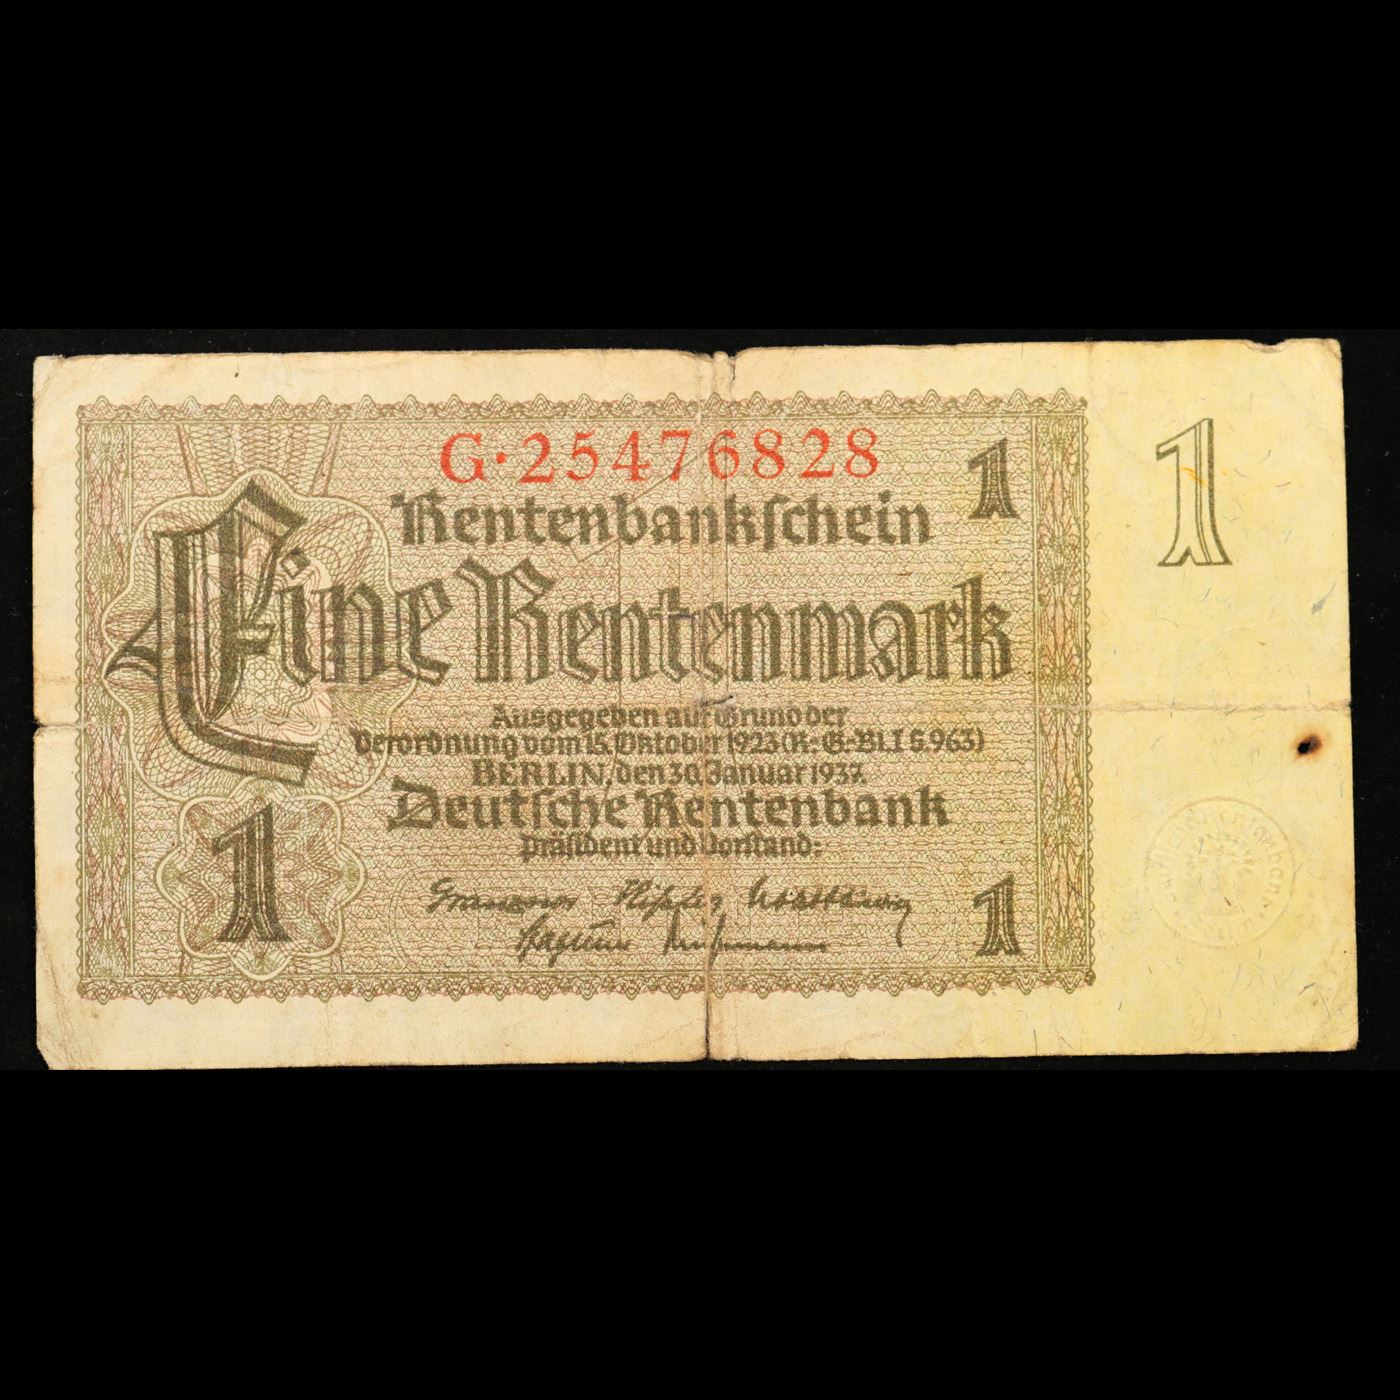 G·25476828
1
1
Rentenbankſchein
Eine Rentenmark
Ausgegeben auf Grund der
Verordnung vom 15. Oktober 1923 (R.-G.-Bl. I S. 963)
BERLIN, den 30. Januar 1937.
Deutſche Rentenbank
Präſident und Vorſtand:
1
1